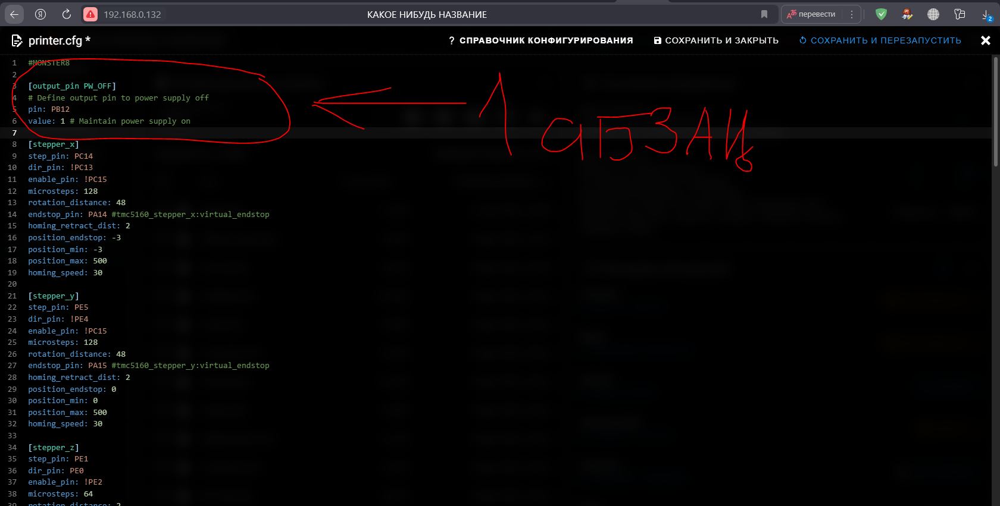 Я 192.168.0.132 КАКОЕ НИБУДЬ НАЗВАНИЕ перевести 2
printer.cfg * ? СПРАВОЧНИК КОНФИГУРИРОВАНИЯ СОХРАНИТЬ И ЗАКРЫТЬ СОХРАНИТЬ И ПЕРЕЗАПУСТИТЬ
1 #MONSTER8
2
3 [output_pin PW_OFF]
4 # Define output pin to power supply off
5 pin: PB12
6 value: 1 # Maintain power supply on
1 абЗАЦ
7
8 [stepper_x]
9 step_pin: PC14
10 dir_pin: !PC13
11 enable_pin: !PC15
12 microsteps: 128
13 rotation_distance: 48
14 endstop_pin: PA14 #tmc5160_stepper_x:virtual_endstop
15 homing_retract_dist: 2
16 position_endstop: -3
17 position_min: -3
18 position_max: 500
19 homing_speed: 30
20
21 [stepper_y]
22 step_pin: PE5
23 dir_pin: !PE4
24 enable_pin: !PC15
25 microsteps: 128
26 rotation_distance: 48
27 endstop_pin: PA15 #tmc5160_stepper_y:virtual_endstop
28 homing_retract_dist: 2
29 position_endstop: 0
30 position_min: 0
31 position_max: 500
32 homing_speed: 30
33
34 [stepper_z]
35 step_pin: PE1
36 dir_pin: PE0
37 enable_pin: !PE2
38 microsteps: 64
39 rotation_distance: 2